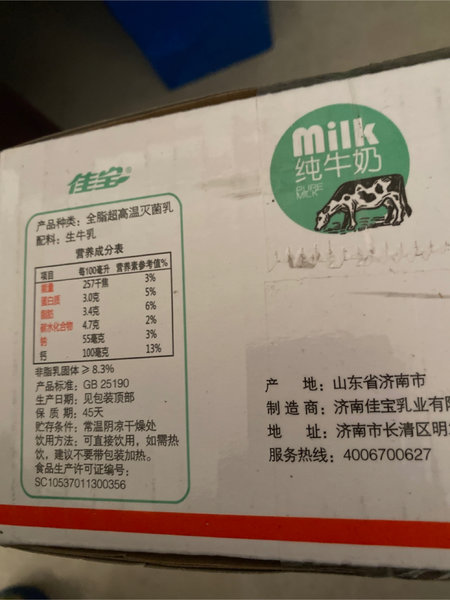 佳宝®
产品种类：全脂超高温灭菌乳
配料：生牛乳
营养成分表
项目 每100毫升 营养素参考值%
能量 257千焦 3%
蛋白质 3.0克 5%
脂肪 3.4克 6%
碳水化合物 4.7克 2%
钠 55毫克 3%
钙 100毫克 13%
非脂乳固体≥8.3%
产品标准：GB 25190
生产日期：见包装顶部
保 质 期：45天
贮存条件：常温阴凉干燥处
饮用方法：可直接饮用，如需热
饮，建议不要带包装加热。
食品生产许可证编号：
SC10537011300356
milk
纯牛奶
PURE
MILK
产 地：山东省济南市
制造商：济南佳宝乳业有限
地 址：济南市长清区明
服务热线：4006700627